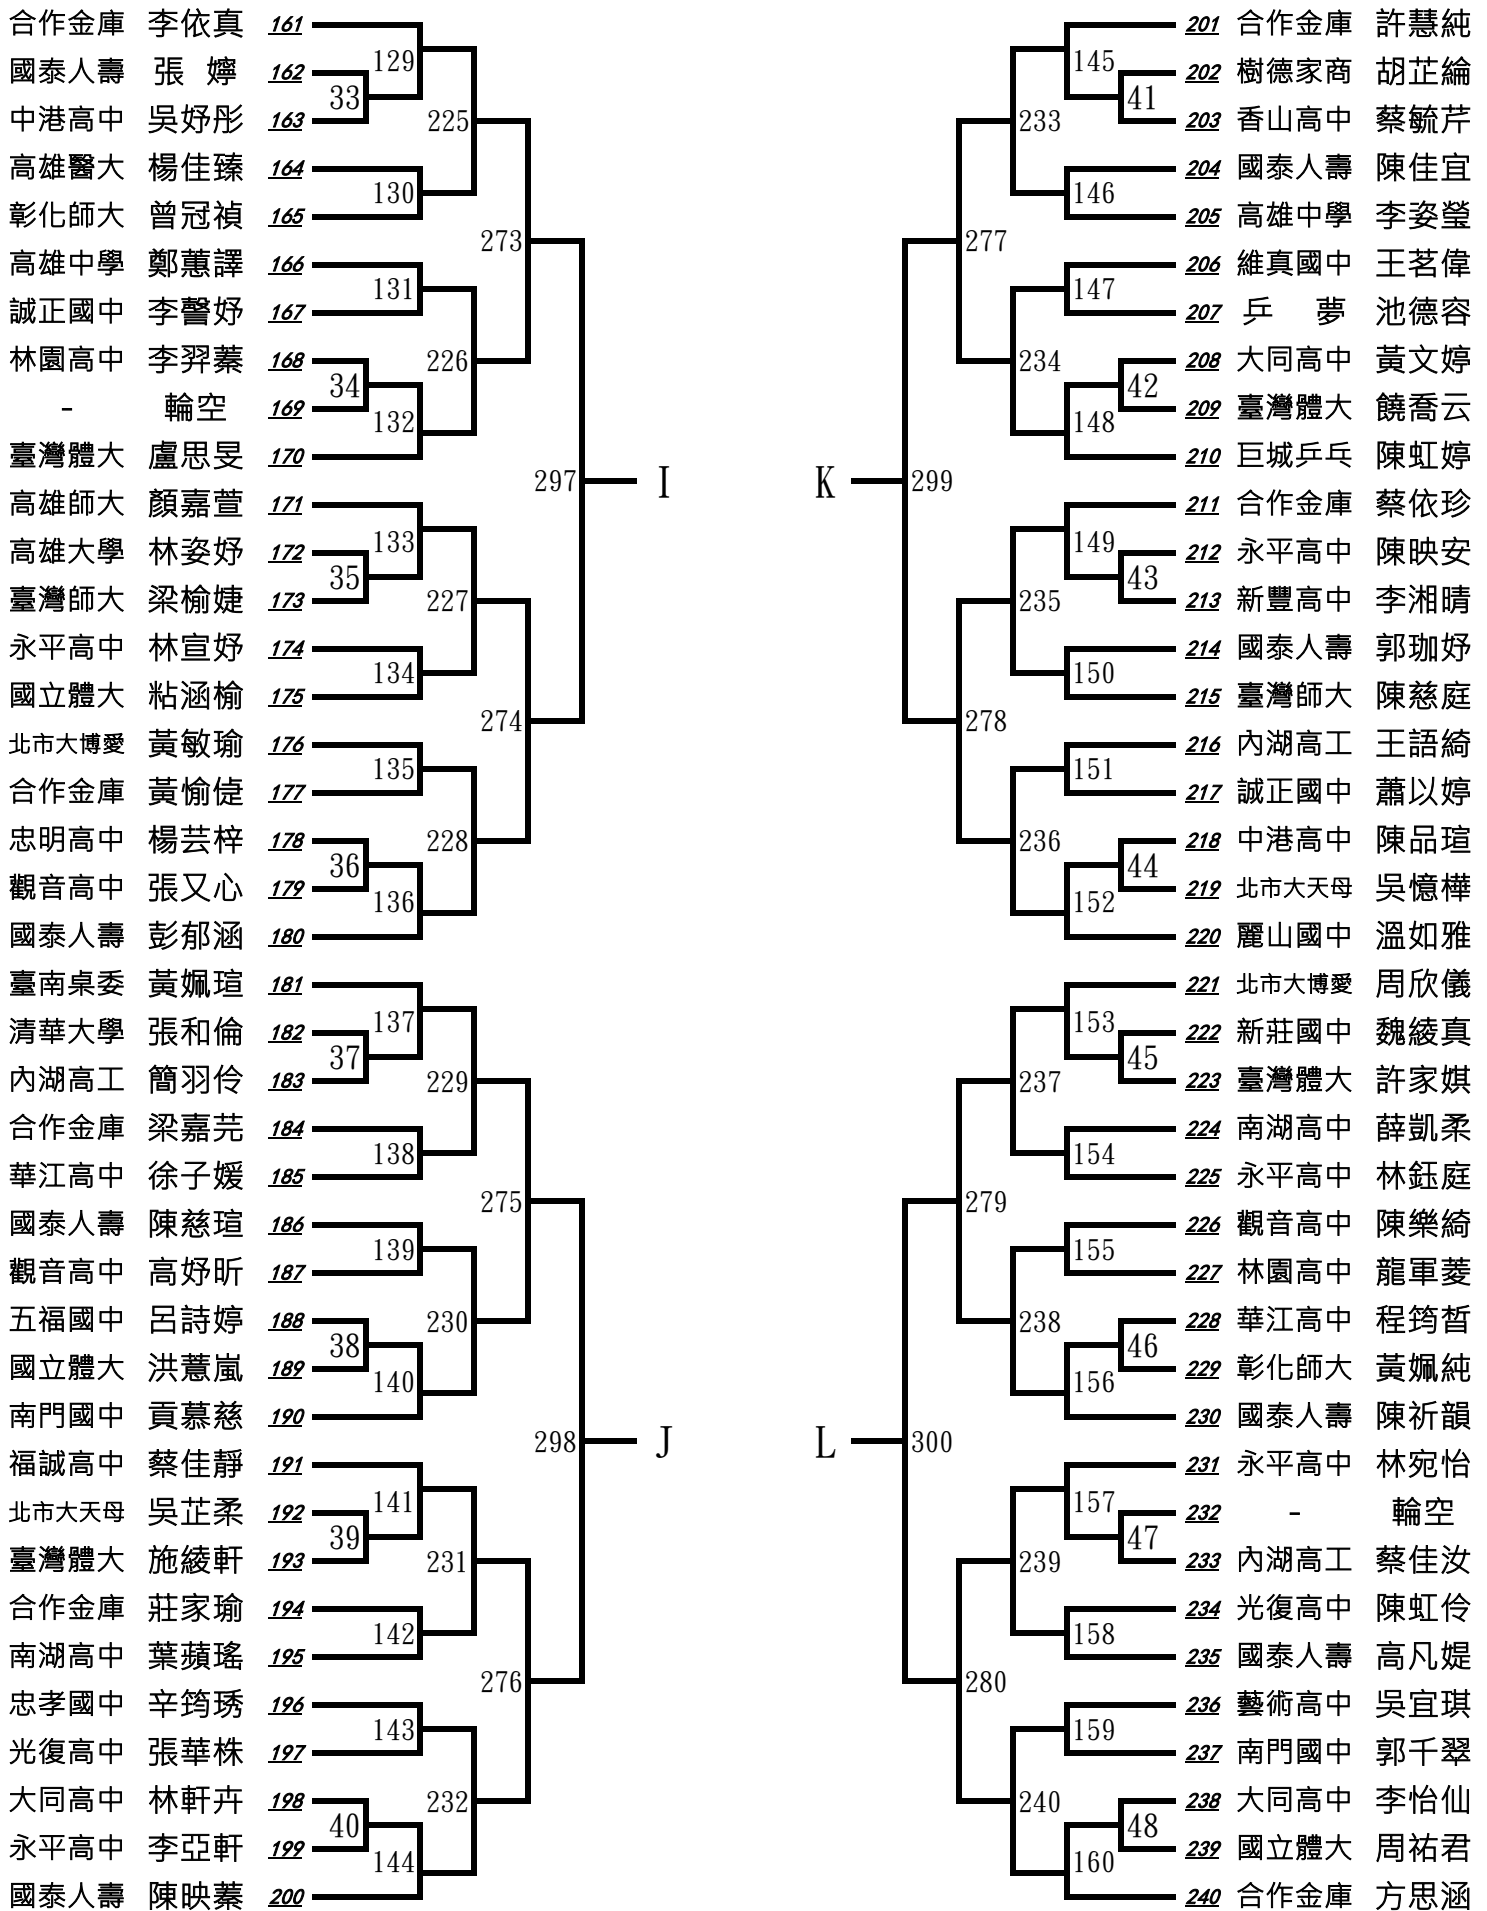 合作金庫 李依真 161
國泰人壽 張 嬣 162
中港高中 吳妤彤 163
高雄醫大 楊佳臻 164
彰化師大 曾冠禎 165
高雄中學 鄭蕙譯 166
誠正國中 李謦妤 167
林園高中 李羿蓁 168
- 輪空 169
臺灣體大 盧思旻 170
高雄師大 顏嘉萱 171
高雄大學 林姿妤 172
臺灣師大 梁榆婕 173
永平高中 林宣妤 174
國立體大 粘涵榆 175
北市大博愛 黃敏瑜 176
合作金庫 黃愉偼 177
忠明高中 楊芸梓 178
觀音高中 張又心 179
國泰人壽 彭郁涵 180
臺南桌委 黃姵瑄 181
清華大學 張和倫 182
內湖高工 簡羽伶 183
合作金庫 梁嘉芫 184
華江高中 徐子媛 185
國泰人壽 陳慈瑄 186
觀音高中 高妤昕 187
五福國中 呂詩婷 188
國立體大 洪薏嵐 189
南門國中 貢慕慈 190
福誠高中 蔡佳靜 191
北市大天母 吳芷柔 192
臺灣體大 施綾軒 193
合作金庫 莊家瑜 194
南湖高中 葉蘋瑤 195
忠孝國中 辛筠琇 196
光復高中 張華株 197
大同高中 林軒卉 198
永平高中 李亞軒 199
國泰人壽 陳映蓁 200
129
33
225
130
273
131
226
34
132
297
I
133
35
227
134
274
135
228
36
136
137
37
229
138
275
139
230
38
140
298
J
141
39
231
142
276
143
232
40
144
145
41
233
146
277
147
234
42
148
K
299
149
43
235
150
278
151
236
44
152
153
45
237
154
279
155
238
46
156
L
300
157
47
239
158
280
159
240
48
160
201 合作金庫 許慧純
202 樹德家商 胡芷綸
203 香山高中 蔡毓芹
204 國泰人壽 陳佳宜
205 高雄中學 李姿瑩
206 維真國中 王茗偉
207 乒 夢 池德容
208 大同高中 黃文婷
209 臺灣體大 饒喬云
210 巨城乒乓 陳虹婷
211 合作金庫 蔡依珍
212 永平高中 陳映安
213 新豐高中 李湘晴
214 國泰人壽 郭珈妤
215 臺灣師大 陳慈庭
216 內湖高工 王語綺
217 誠正國中 蕭以婷
218 中港高中 陳品瑄
219 北市大天母 吳憶樺
220 麗山國中 溫如雅
221 北市大博愛 周欣儀
222 新莊國中 魏綾真
223 臺灣體大 許家娸
224 南湖高中 薛凱柔
225 永平高中 林鈺庭
226 觀音高中 陳樂綺
227 林園高中 龍軍菱
228 華江高中 程筠皙
229 彰化師大 黃姵純
230 國泰人壽 陳祈韻
231 永平高中 林宛怡
232 - 輪空
233 內湖高工 蔡佳汝
234 光復高中 陳虹伶
235 國泰人壽 高凡媞
236 藝術高中 吳宜琪
237 南門國中 郭千翠
238 大同高中 李怡仙
239 國立體大 周祐君
240 合作金庫 方思涵